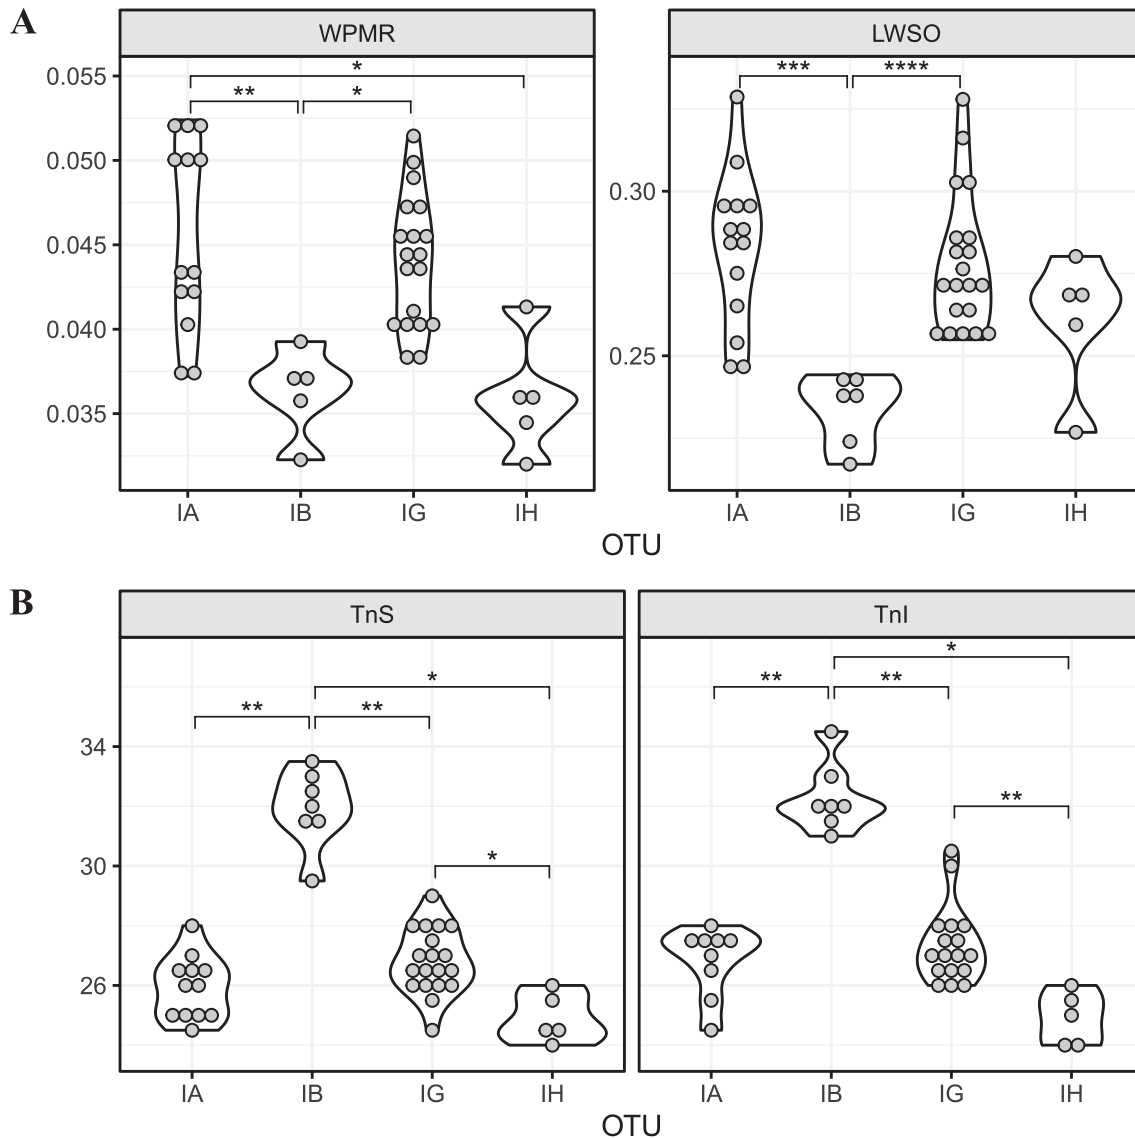 A
WPMR LWSO
* *** ****
0.055
** *
0.050
0.30
0.045
0.040
0.25
0.035
IA IB IG IH IA IB IG IH
OTU
B
TnS TnI
*
* ** **
** **
34
**
30
*
26
IA IB IG IH IA IB IG IH
OTU